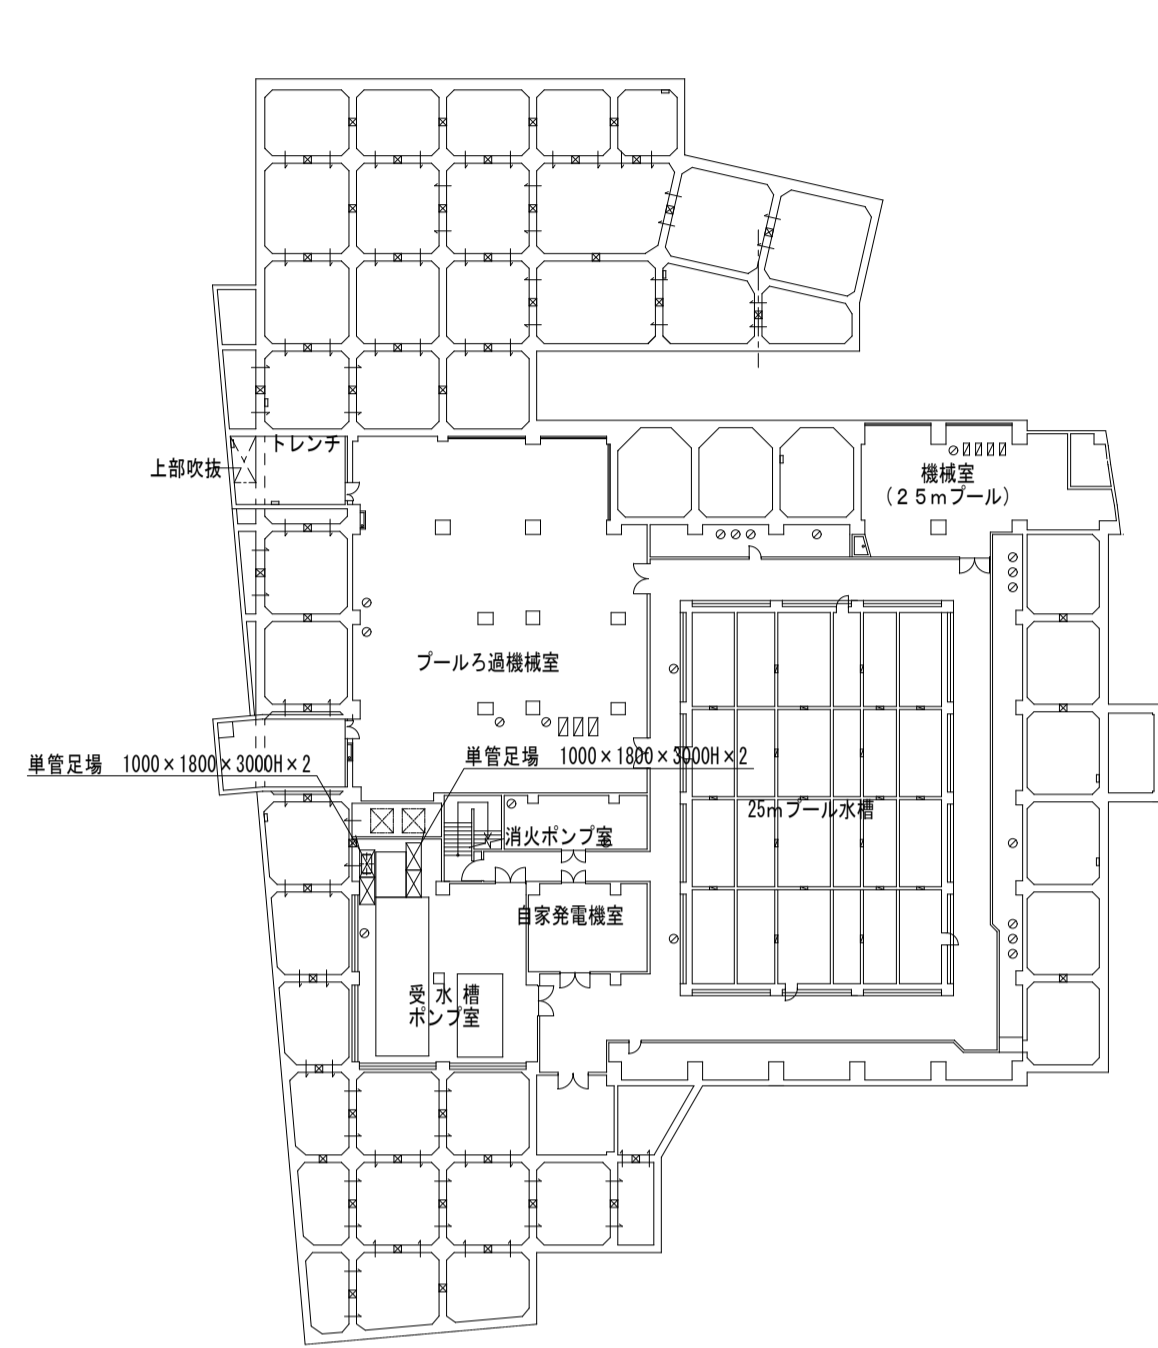 トレンチ
上部吹抜
機械室
（２５ｍプール）
プールろ過機械室
単管足場　1000×1800×3000H×2
単管足場　1000×1800×3000H×2
25mプール水槽
消火ポンプ室
自家発電機室
受 水 槽
ポンプ室